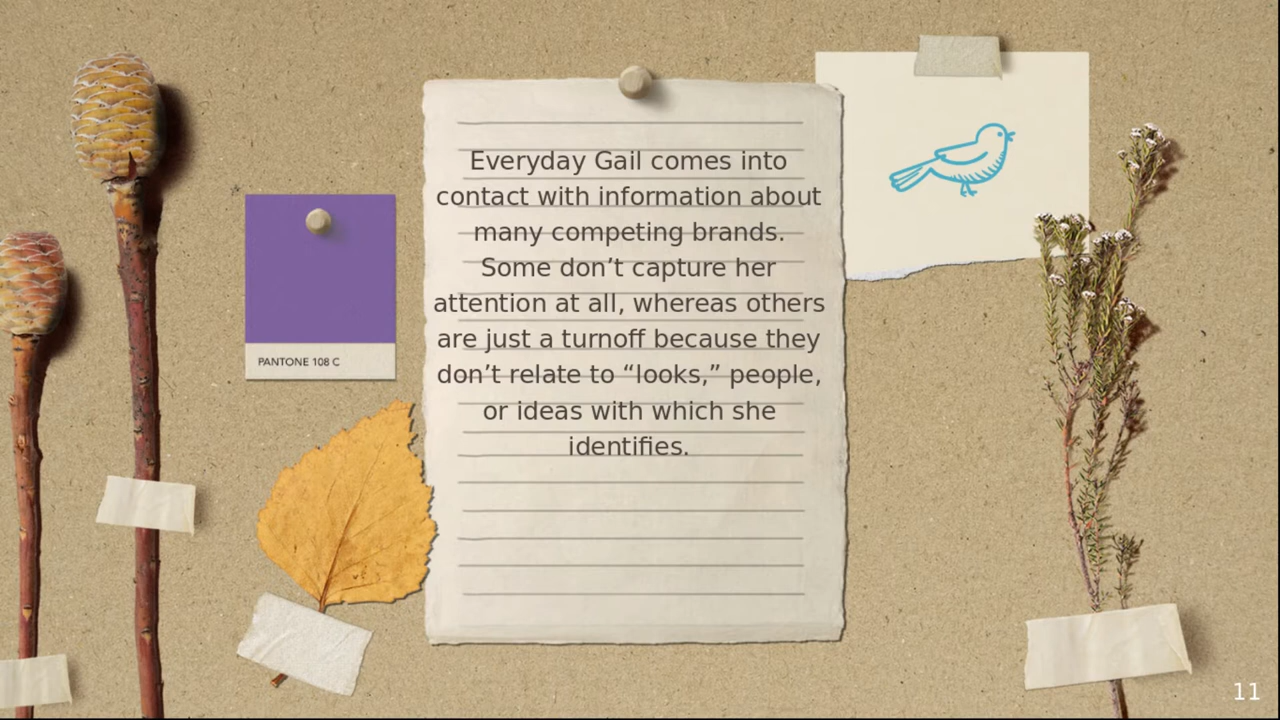 Everyday Gail comes into
contact with information about
many competing brands.
Some don’t capture her
attention at all, whereas others
are just a turnoff because they
don’t relate to “looks,” people,
or ideas with which she
identifies.
PANTONE 108 C
11